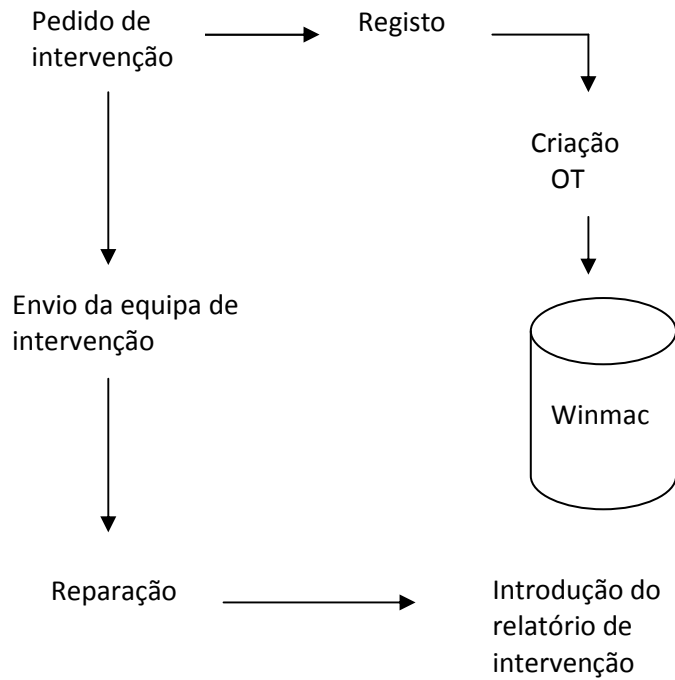 Pedido de
intervenção
Registo
Criação
OT
Envio da equipa de
intervenção
Winmac
Reparação
Introdução do
relatório de
intervenção